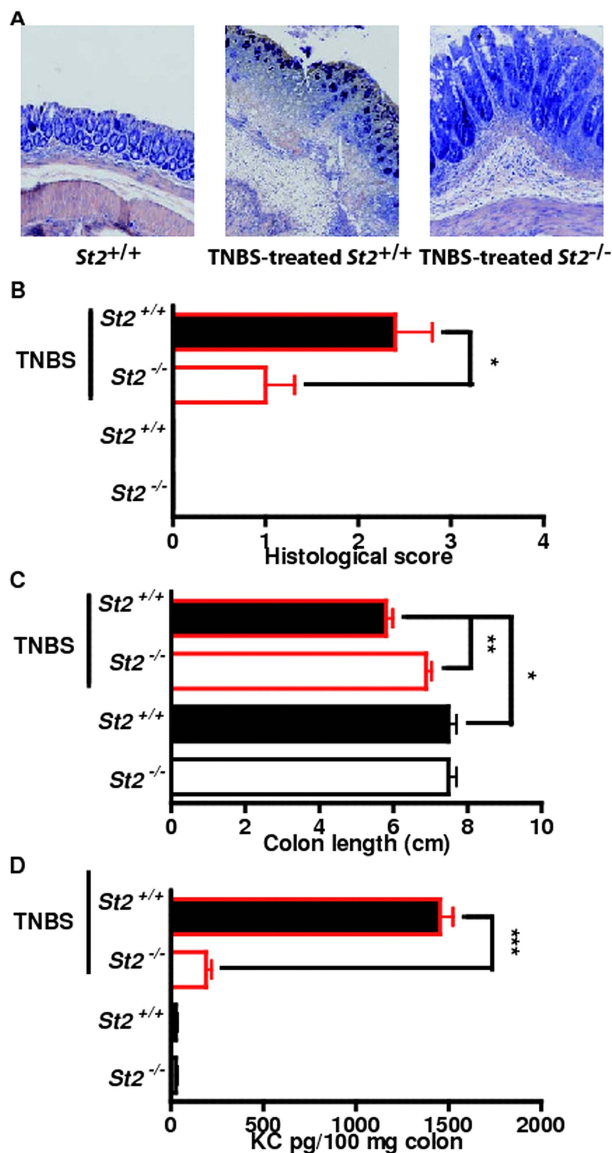 A
St2+/+ TNBS-treated St2+/+ TNBS-treated St2-/-
B
TNBS
St2 +/+
St2 -/-
St2 +/+
St2 -/-
*
0 1 2 3 4
Histological score
C
TNBS
St2 +/+
St2 -/-
St2 +/+
St2 -/-
**
*
0 2 4 6 8 10
Colon length (cm)
D
TNBS
St2 +/+
St2 -/-
St2 +/+
St2 -/-
***
0 500 1000 1500 2000
KC pg/100 mg colon